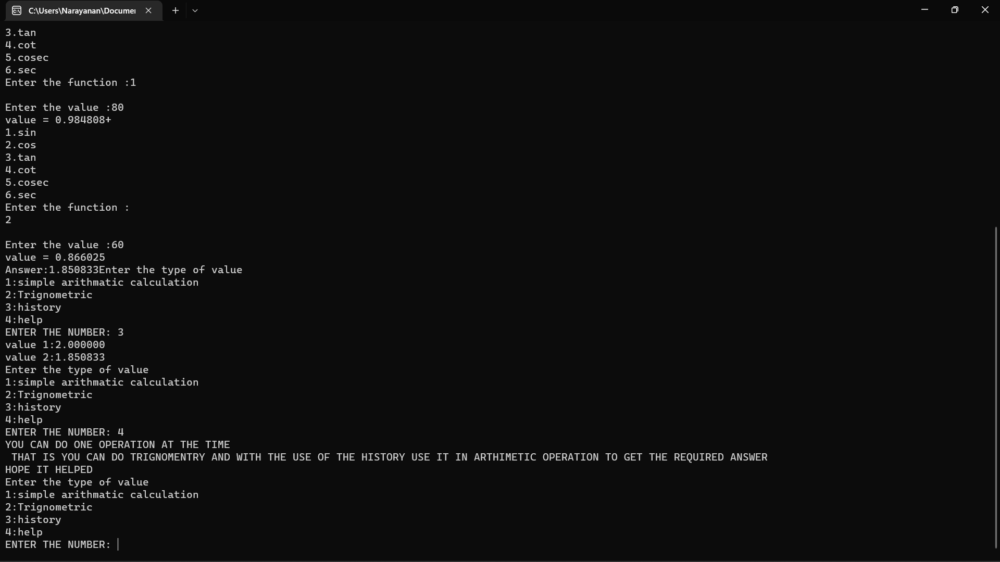 C:\Users\Narayanan\Documei
3.tan
4.cot
5.cosec
6.sec
Enter the function :1
Enter the value :80
value = 0.984808+
1.sin
2.cos
3.tan
4.cot
5.cosec
6.sec
Enter the function :
2
Enter the value :60
value = 0.866025
Answer:1.850833Enter the type of value
1:simple arithmatic calculation
2:Trignometric
3:history
4:help
ENTER THE NUMBER: 3
value 1:2.000000
value 2:1.850833
Enter the type of value
1:simple arithmatic calculation
2:Trignometric
3:history
4:help
ENTER THE NUMBER: 4
YOU CAN DO ONE OPERATION AT THE TIME
THAT IS YOU CAN DO TRIGNOMENTRY AND WITH THE USE OF THE HISTORY USE IT IN ARTHIMETIC OPERATION TO GET THE REQUIRED ANSWER
HOPE IT HELPED
Enter the type of value
1:simple arithmatic calculation
2:Trignometric
3:history
4:help
ENTER THE NUMBER: